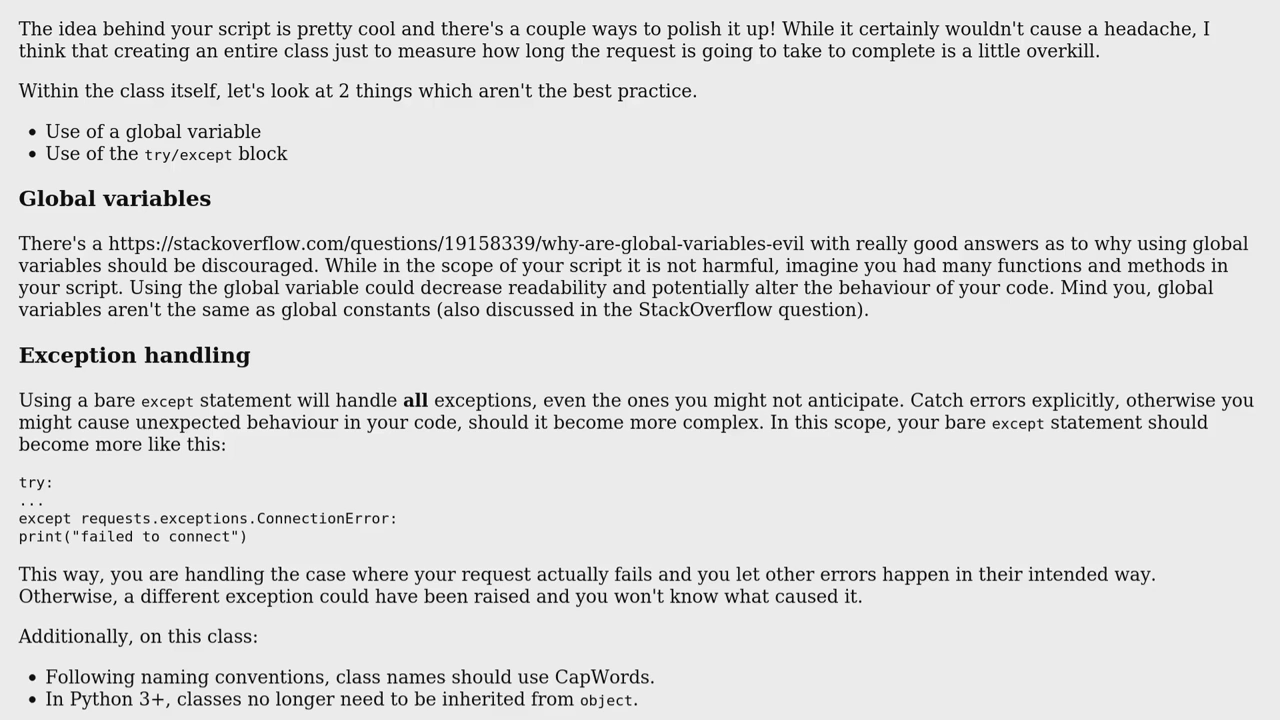 The idea behind your script is pretty cool and there's a couple ways to polish it up! While it certainly wouldn't cause a headache, I
think that creating an entire class just to measure how long the request is going to take to complete is a little overkill.
Within the class itself, let's look at 2 things which aren't the best practice.
• Use of a global variable
• Use of the try/except block
Global variables
There's a https://stackoverflow.com/questions/19158339/why-are-global-variables-evil with really good answers as to why using global
variables should be discouraged. While in the scope of your script it is not harmful, imagine you had many functions and methods in
your script. Using the global variable could decrease readability and potentially alter the behaviour of your code. Mind you, global
variables aren't the same as global constants (also discussed in the StackOverflow question).
Exception handling
Using a bare except statement will handle all exceptions, even the ones you might not anticipate. Catch errors explicitly, otherwise you
might cause unexpected behaviour in your code, should it become more complex. In this scope, your bare except statement should
become more like this:
try:
...
except requests.exceptions.ConnectionError:
print("failed to connect")
This way, you are handling the case where your request actually fails and you let other errors happen in their intended way.
Otherwise, a different exception could have been raised and you won't know what caused it.
Additionally, on this class:
• Following naming conventions, class names should use CapWords.
• In Python 3+, classes no longer need to be inherited from object.